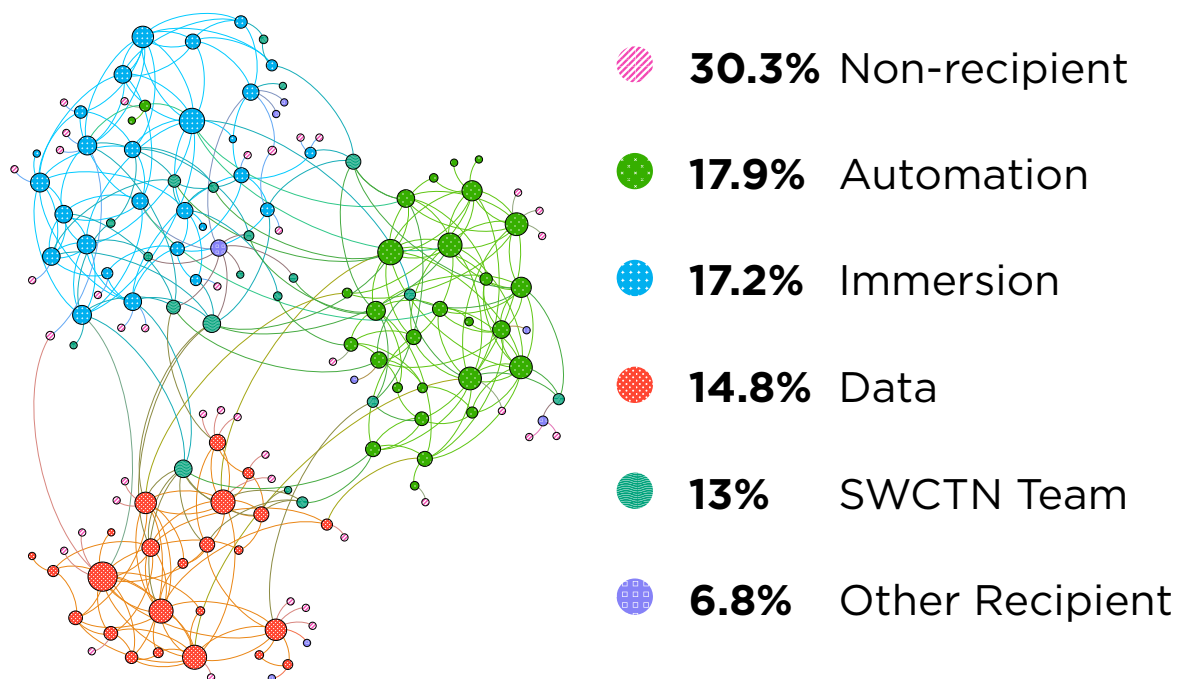 30.3% Non-recipient
17.9% Automation
17.2% Immersion
14.8% Data
13% SWCTN Team
6.8% Other Recipient